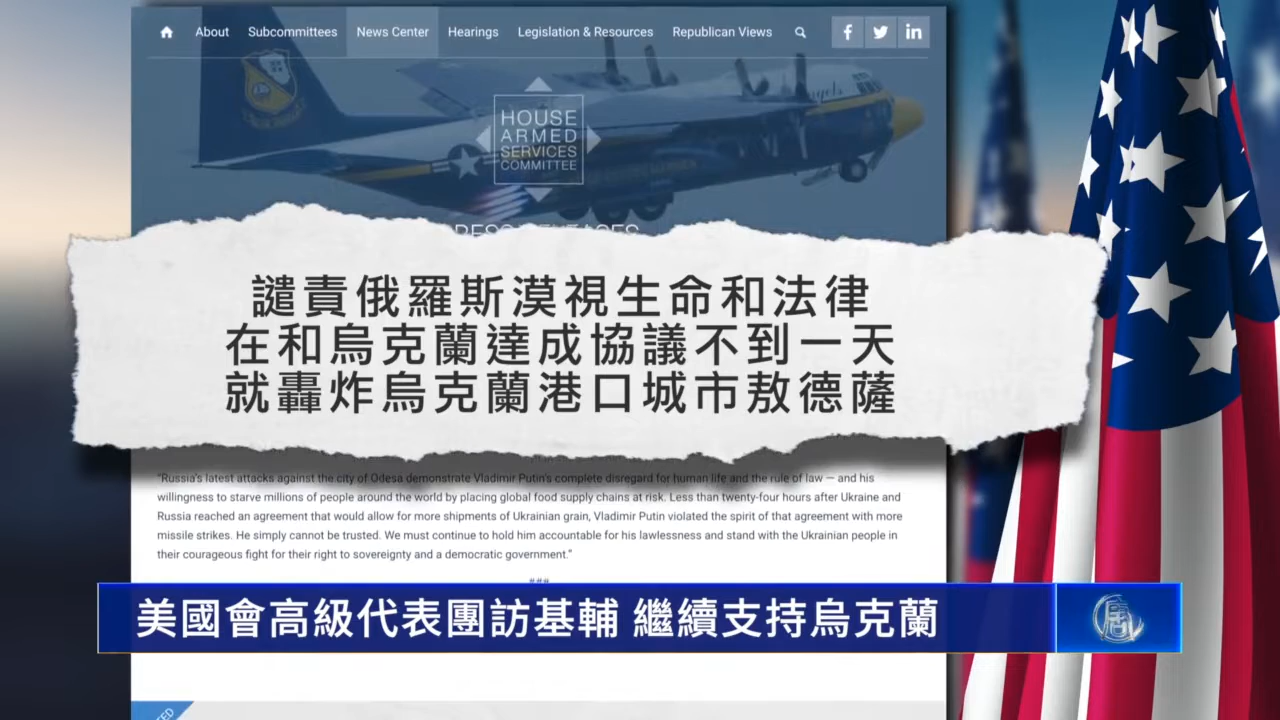 About Subcommittees News Center Hearings Legislation & Resources Republican Views
HOUSE
ARMED
SERVICES
COMMITTEE
譴責俄羅斯漠視生命和法律
在和烏克蘭達成協議不到一天
就轟炸烏克蘭港口城市敖德薩
"Russia's latest attacks against the city of Odesa demonstrate Vladimir Putin's complete disregard for human life and the rule of law — and his
willingness to starve millions of people around the world by placing global food supply chains at risk. Less than twenty-four hours after Ukraine and
Russia reached an agreement that would allow for more shipments of Ukrainian grain, Vladimir Putin violated the spirit of that agreement with more
missile strikes. He simply cannot be trusted. We must continue to hold him accountable for his lawlessness and stand with the Ukrainian people in
their courageous fight for their right to sovereignty and a democratic government."
###
美國會高級代表團訪基輔 繼續支持烏克蘭